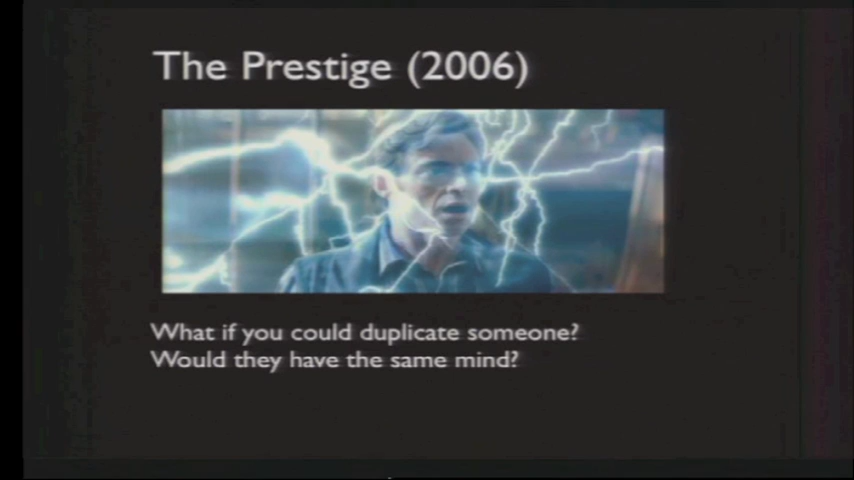 The Prestige (2006)
What if you could duplicate someone?
Would they have the same mind?